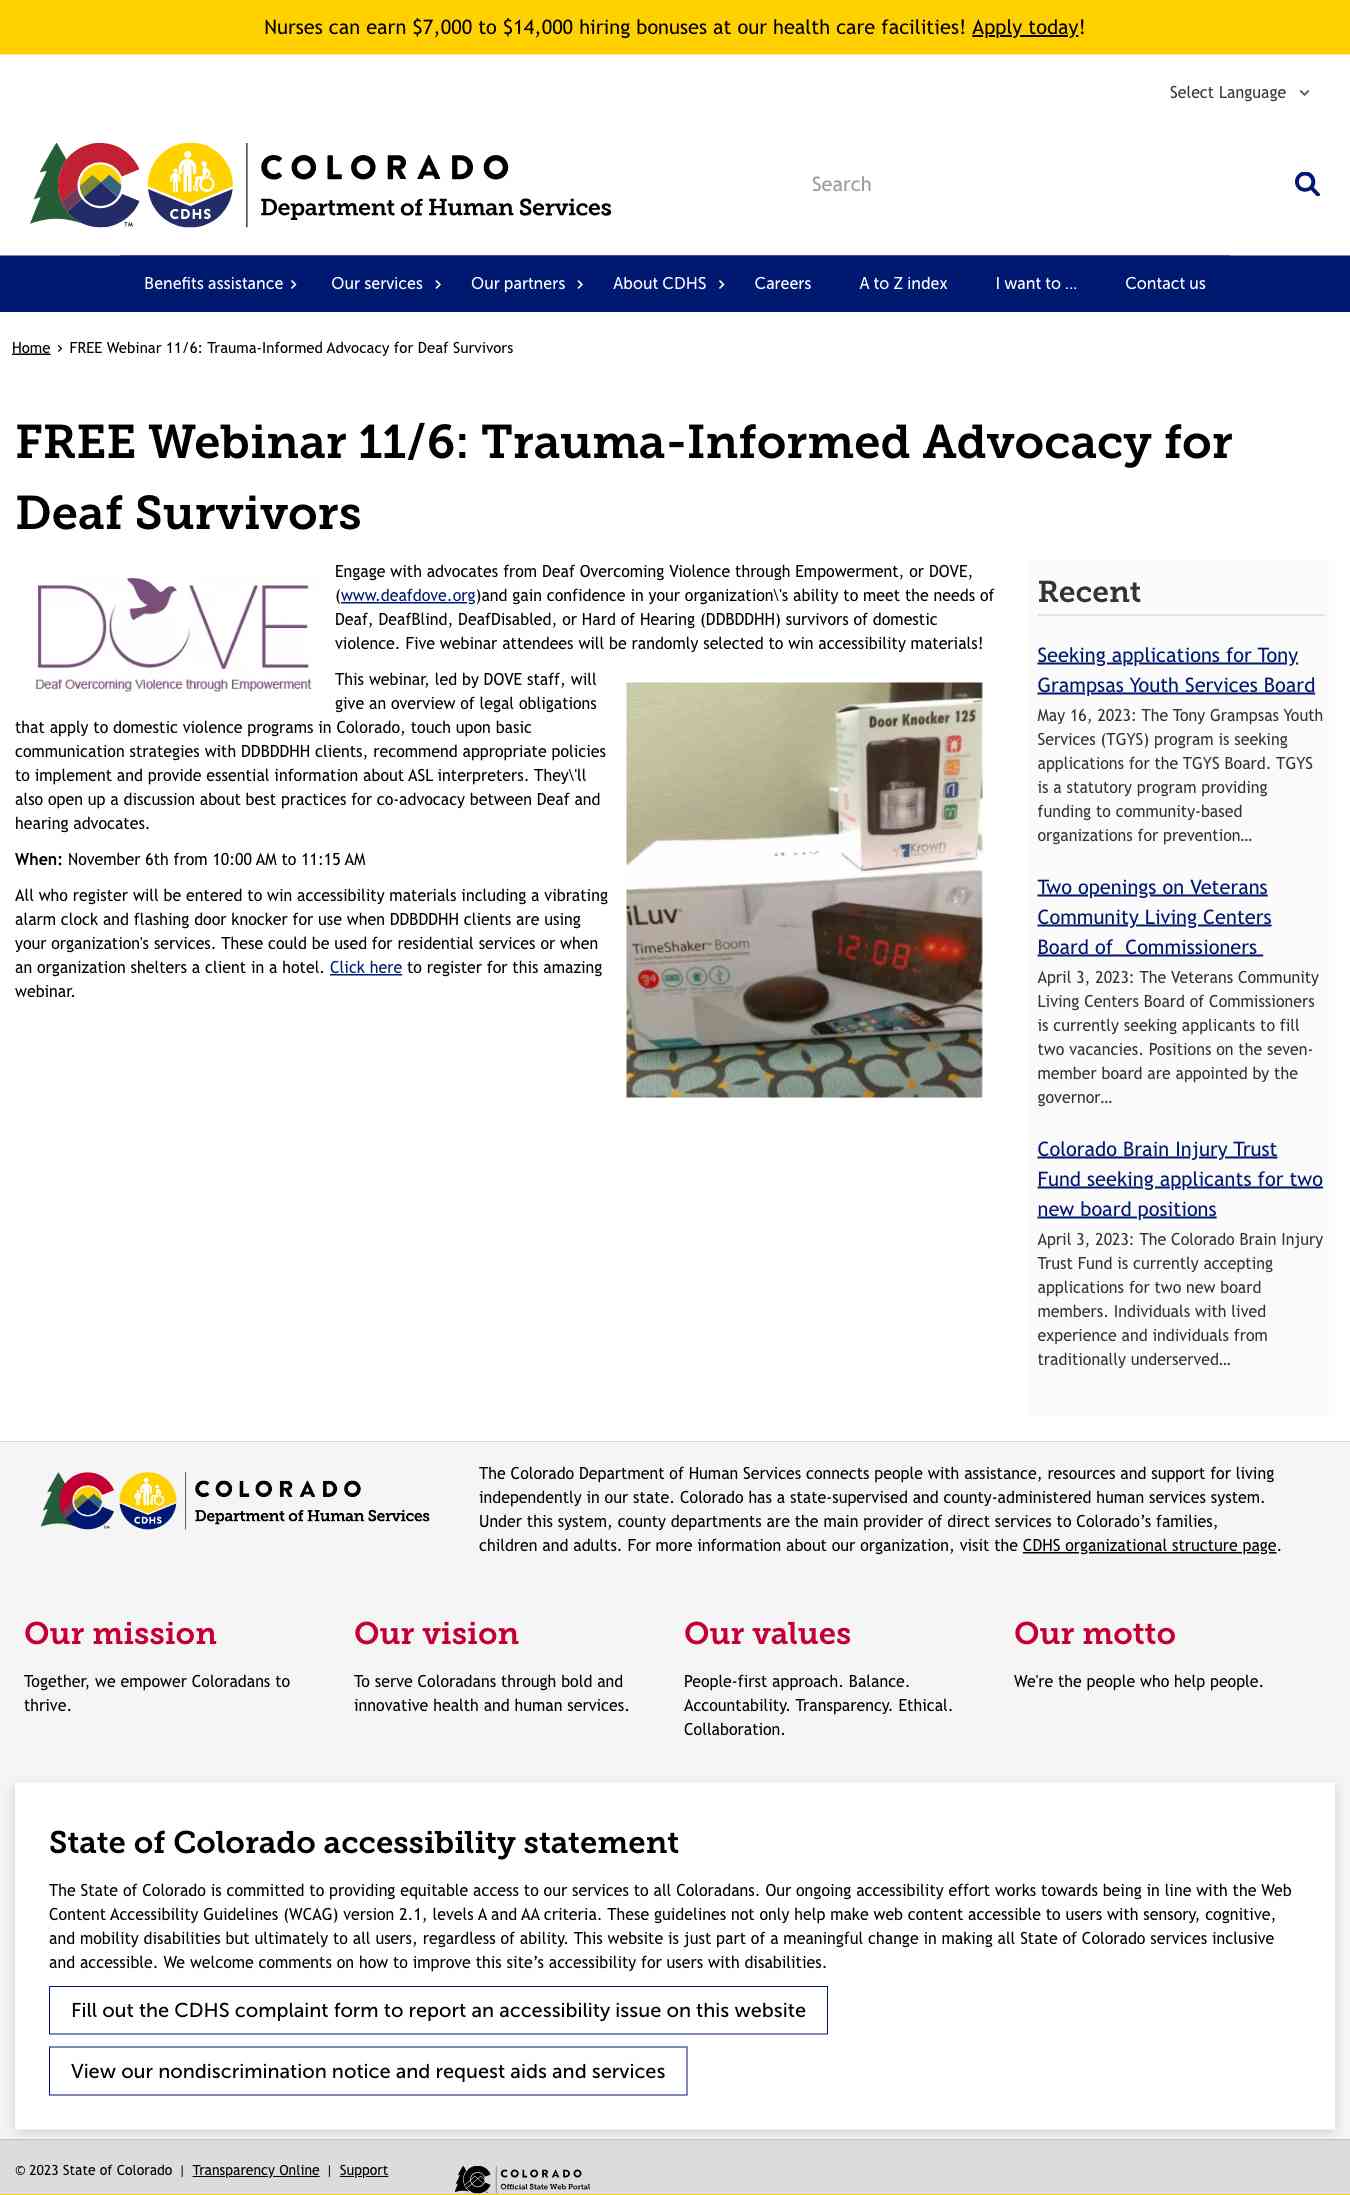 Nurses can earn $7,000 to $14,000 hiring bonuses at our health care facilities! Apply today!
Select Language
CDHS
TM
COLORADO
Department of Human Services
Search
Benefits assistance › Our services › Our partners › About CDHS › Careers A to Z index I want to ... Contact us
Home › FREE Webinar 11/6: Trauma-Informed Advocacy for Deaf Survivors
FREE Webinar 11/6: Trauma-Informed Advocacy for
Deaf Survivors
DOVE
Deaf Overcoming Violence through Empowerment
Engage with advocates from Deaf Overcoming Violence through Empowerment, or DOVE,
(www.deafdove.org)and gain confidence in your organization\'s ability to meet the needs of
Deaf, DeafBlind, DeafDisabled, or Hard of Hearing (DDBDDHH) survivors of domestic
violence. Five webinar attendees will be randomly selected to win accessibility materials!
This webinar, led by DOVE staff, will
give an overview of legal obligations
that apply to domestic violence programs in Colorado, touch upon basic
communication strategies with DDBDDHH clients, recommend appropriate policies
to implement and provide essential information about ASL interpreters. They\'ll
also open up a discussion about best practices for co-advocacy between Deaf and
hearing advocates.
When: November 6th from 10:00 AM to 11:15 AM
All who register will be entered to win accessibility materials including a vibrating
alarm clock and flashing door knocker for use when DDBDDHH clients are using
your organization's services. These could be used for residential services or when
an organization shelters a client in a hotel. Click here to register for this amazing
webinar.
Door Knocker 125
Krown
iLuv
TimeShaker™ Boom
12:08
Recent
Seeking applications for Tony
Grampsas Youth Services Board
May 16, 2023: The Tony Grampsas Youth
Services (TGYS) program is seeking
applications for the TGYS Board. TGYS
is a statutory program providing
funding to community-based
organizations for prevention…
Two openings on Veterans
Community Living Centers
Board of  Commissioners
April 3, 2023: The Veterans Community
Living Centers Board of Commissioners
is currently seeking applicants to fill
two vacancies. Positions on the seven-
member board are appointed by the
governor…
Colorado Brain Injury Trust
Fund seeking applicants for two
new board positions
April 3, 2023: The Colorado Brain Injury
Trust Fund is currently accepting
applications for two new board
members. Individuals with lived
experience and individuals from
traditionally underserved…
CDHS
COLORADO
Department of Human Services
The Colorado Department of Human Services connects people with assistance, resources and support for living
independently in our state. Colorado has a state-supervised and county-administered human services system.
Under this system, county departments are the main provider of direct services to Colorado’s families,
children and adults. For more information about our organization, visit the CDHS organizational structure page.
Our mission
Together, we empower Coloradans to
thrive.
Our vision
To serve Coloradans through bold and
innovative health and human services.
Our values
People-first approach. Balance.
Accountability. Transparency. Ethical.
Collaboration.
Our motto
We're the people who help people.
State of Colorado accessibility statement
The State of Colorado is committed to providing equitable access to our services to all Coloradans. Our ongoing accessibility effort works towards being in line with the Web
Content Accessibility Guidelines (WCAG) version 2.1, levels A and AA criteria. These guidelines not only help make web content accessible to users with sensory, cognitive,
and mobility disabilities but ultimately to all users, regardless of ability. This website is just part of a meaningful change in making all State of Colorado services inclusive
and accessible. We welcome comments on how to improve this site’s accessibility for users with disabilities.
Fill out the CDHS complaint form to report an accessibility issue on this website
View our nondiscrimination notice and request aids and services
© 2023 State of Colorado | Transparency Online | Support
COLORADO
Official State Web Portal